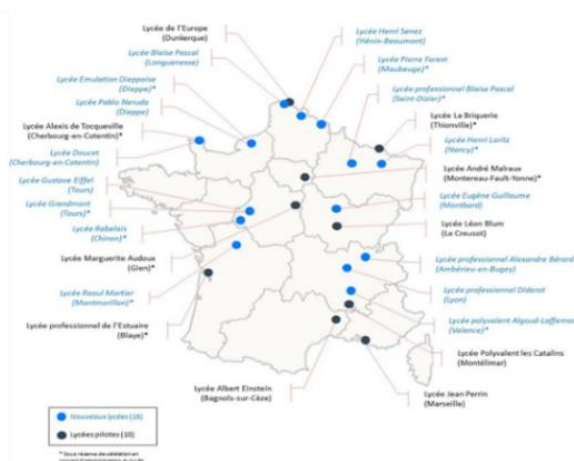 Lycée de l'Europe
(Dunkerque)
Lycée Blaise Pascal
(Longuenesse)
Lycée Emulation Dieppoise
(Dieppe)*
Lycée Pablo Neruda
(Dieppe)
Lycée Alexis de Tocqueville
(Cherbourg-en-Cotentin)*
Lycée Doucet
(Cherbourg-en-Cotentin)
Lycée Gustave Eiffel
(Tours)
Lycée Grandmont
(Tours)*
Lycée Rabelais
(Chinon)*
Lycée Marguerite Audoux
(Gien)*
Lycée Raoul Mortier
(Montmorillon)*
Lycée professionnel de l'Estuaire
(Blaye)*
Lycée Albert Einstein
(Bagnols-sur-Cèze)
Lycée Henri Senez
(Hénin-Beaumont)
Lycée Pierre Forest
(Maubeuge)*
Lycée professionnel Blaise Pascal
(Saint-Dizier)*
Lycée La Briquerie
(Thionville)*
Lycée Henri Loritz
(Nancy)*
Lycée André Malraux
(Montereau-Fault-Yonne)*
Lycée Eugène Guillaume
(Montbard)
Lycée Léon Blum
(Le Creusot)
Lycée professionnel Alexandre Bérard
(Ambérieu-en-Bugey)
Lycée professionnel Diderot
(Lyon)
Lycée polyvalent Algoud-Laffemas
(Valence)*
Lycée Polyvalent les Catalins
(Montélimar)
Lycée Jean Perrin
(Marseille)
Nouveaux lycées
Lycées pilotes (10)
* Sous réserve de validation en